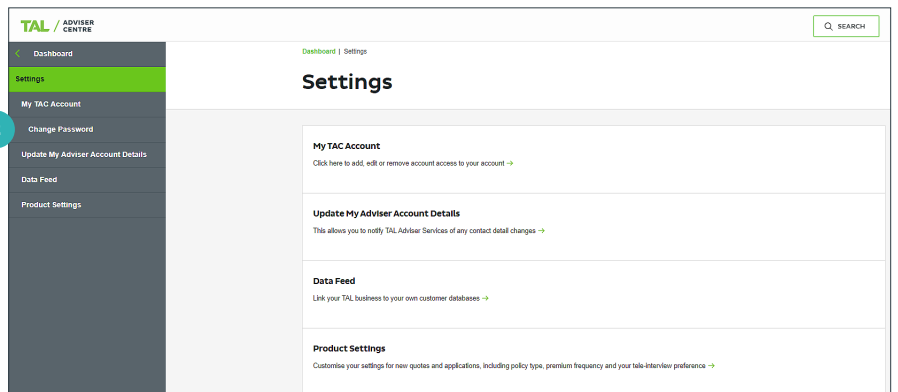 TAL / ADVISER CENTRE
SEARCH
Dashboard
Settings
My TAC Account
Change Password
Update My Adviser Account Details
Data Feed
Product Settings
Dashboard | Settings
Settings
My TAC Account
Click here to add, edit or remove account access to your account →
Update My Adviser Account Details
This allows you to notify TAL Adviser Services of any contact detail changes →
Data Feed
Link your TAL business to your own customer databases →
Product Settings
Customise your settings for new quotes and applications, including policy type, premium frequency and your tele-interview preference →